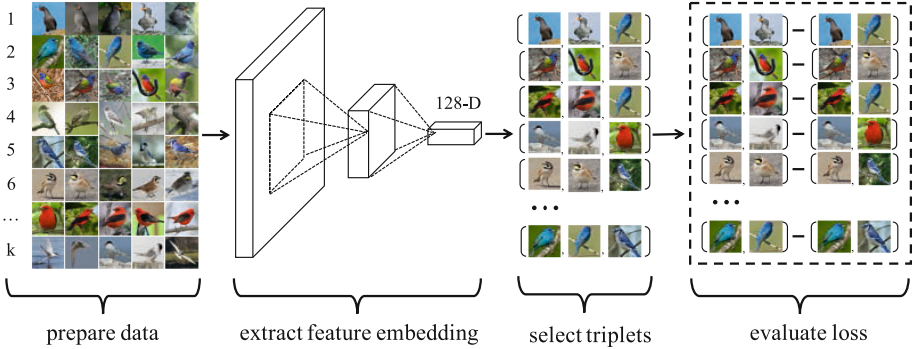 1
2
3
4
5
6
...
k
128-D
...
...
prepare data
extract feature embedding
select triplets
evaluate loss